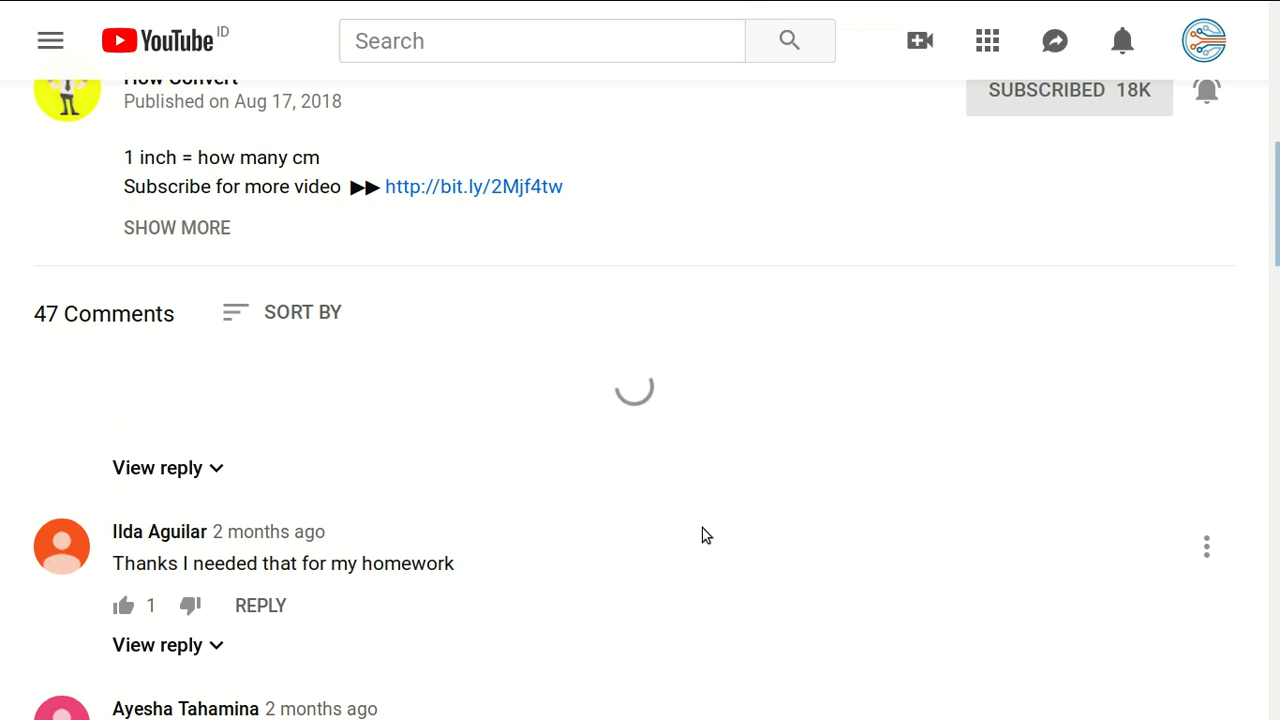 YouTube ID
Search
How Convert
Published on Aug 17, 2018
SUBSCRIBED 18K
1 inch = how many cm
Subscribe for more video ▶▶ http://bit.ly/2Mjf4tw
SHOW MORE
47 Comments
SORT BY
View reply
Ilda Aguilar 2 months ago
Thanks I needed that for my homework
1
REPLY
View reply
Ayesha Tahamina 2 months ago